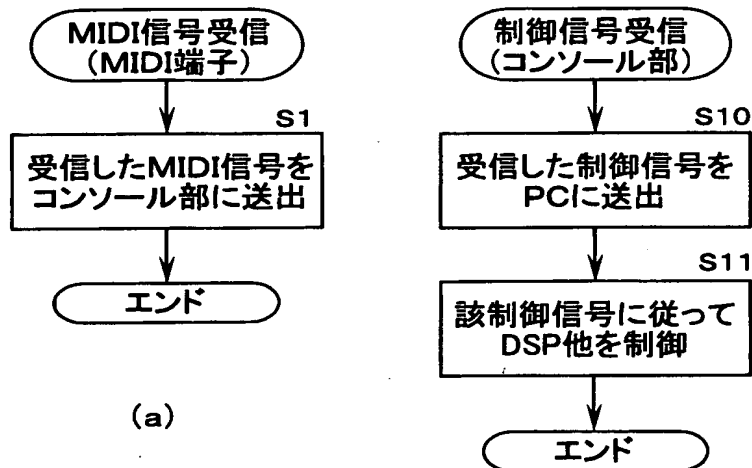 MIDI信号受信
(MIDI端子)
S1
受信したMIDI信号を
コンソール部に送出
エンド
(a)
制御信号受信
(コンソール部)
S10
受信した制御信号を
PCに送出
S11
該制御信号に従って
DSP他を制御
エンド